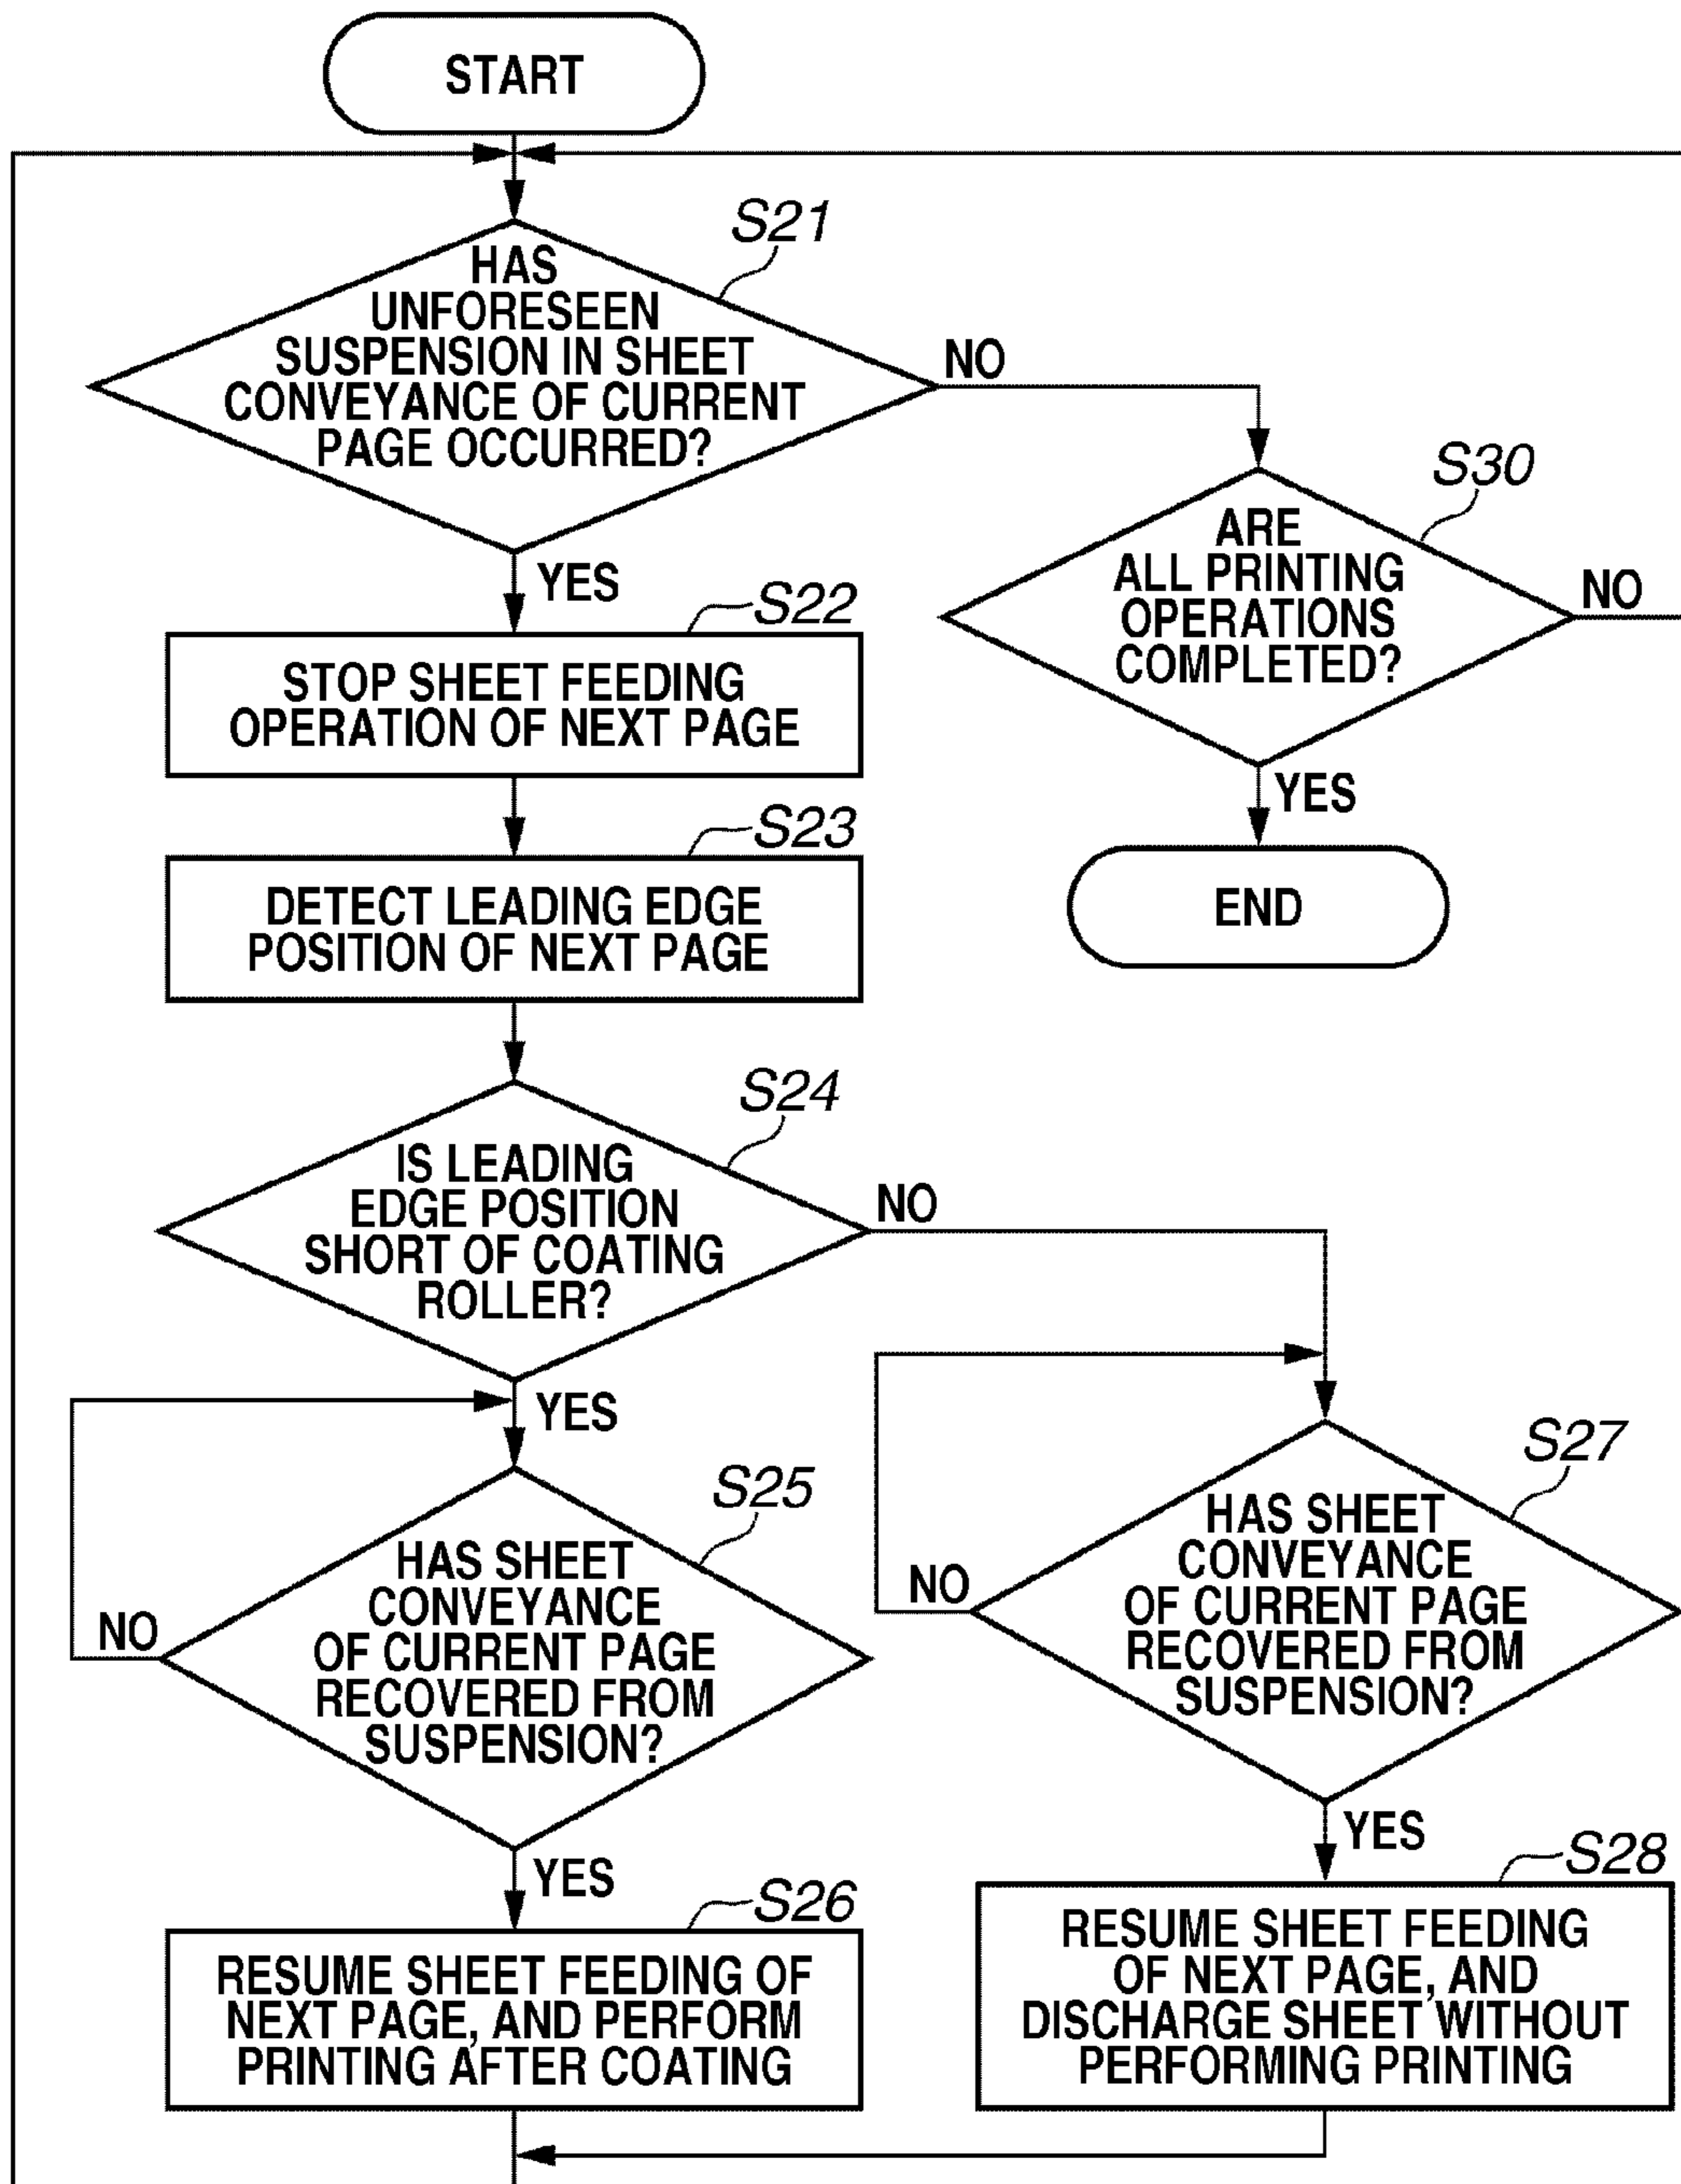 START
S21
HAS
UNFORESEEN
SUSPENSION IN SHEET
CONVEYANCE OF CURRENT
PAGE OCCURRED?
NO
YES
S30
ARE
ALL PRINTING
OPERATIONS
COMPLETED?
NO
YES
END
S22
STOP SHEET FEEDING
OPERATION OF NEXT PAGE
S23
DETECT LEADING EDGE
POSITION OF NEXT PAGE
S24
IS LEADING
EDGE POSITION
SHORT OF COATING
ROLLER?
NO
YES
S25
HAS SHEET
CONVEYANCE
OF CURRENT PAGE
RECOVERED FROM
SUSPENSION?
NO
YES
S26
RESUME SHEET FEEDING OF
NEXT PAGE, AND PERFORM
PRINTING AFTER COATING
S27
HAS SHEET
CONVEYANCE
OF CURRENT PAGE
RECOVERED FROM
SUSPENSION?
NO
YES
S28
RESUME SHEET FEEDING
OF NEXT PAGE, AND
DISCHARGE SHEET WITHOUT
PERFORMING PRINTING